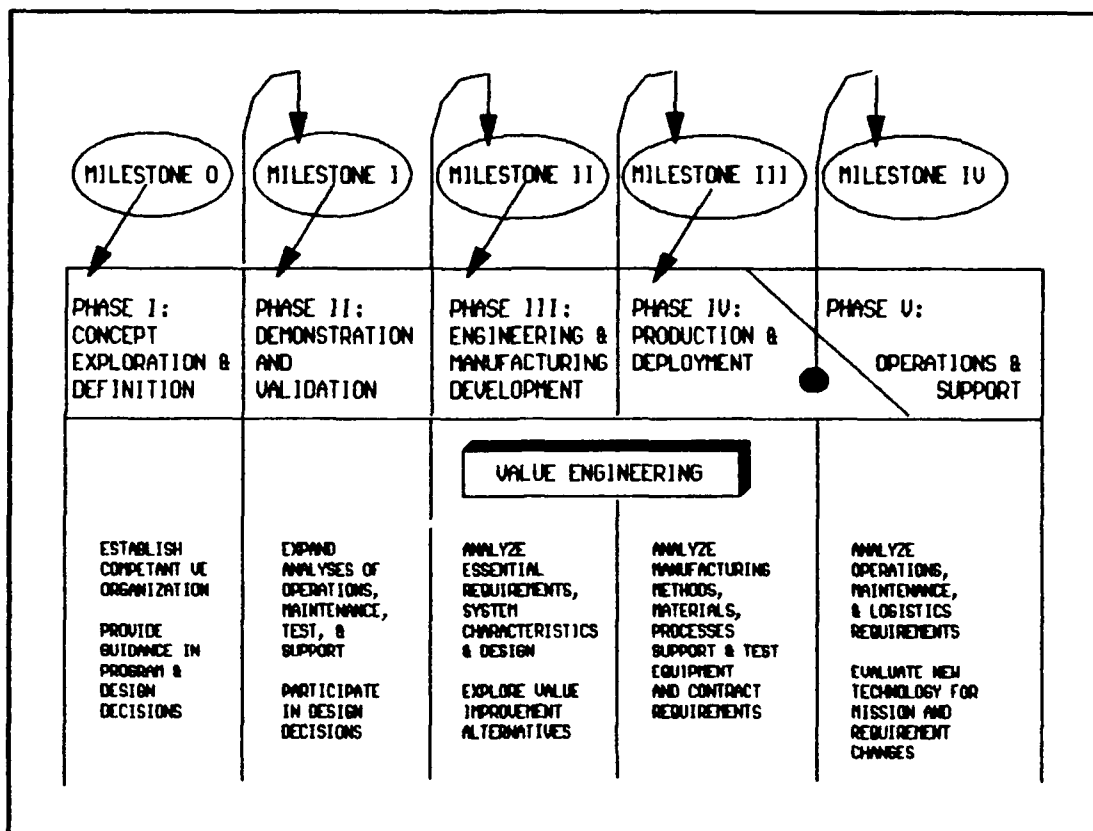 MILESTONE 0
MILESTONE I
MILESTONE II
MILESTONE III
MILESTONE IV
PHASE I:
CONCEPT
EXPLORATION &
DEFINITION
PHASE II:
DEMONSTRATION
AND
VALIDATION
PHASE III:
ENGINEERING &
MANUFACTURING
DEVELOPMENT
PHASE IV:
PRODUCTION &
DEPLOYMENT
PHASE V:
OPERATIONS &
SUPPORT
VALUE ENGINEERING
ESTABLISH
COMPETANT VE
ORGANIZATION
PROVIDE
GUIDANCE IN
PROGRAM &
DESIGN
DECISIONS
EXPAND
ANALYSES OF
OPERATIONS,
MAINTENANCE,
TEST, &
SUPPORT
PARTICIPATE
IN DESIGN
DECISIONS
ANALYZE
ESSENTIAL
REQUIREMENTS,
SYSTEM
CHARACTERISTICS
& DESIGN
EXPLORE VALUE
IMPROVEMENT
ALTERNATIVES
ANALYZE
MANUFACTURING
METHODS,
MATERIALS,
PROCESSES
SUPPORT & TEST
EQUIPMENT
AND CONTRACT
REQUIREMENTS
ANALYZE
OPERATIONS,
MAINTENANCE,
& LOGISTICS
REQUIREMENTS
EVALUATE NEW
TECHNOLOGY FOR
MISSION AND
REQUIREMENT
CHANGES